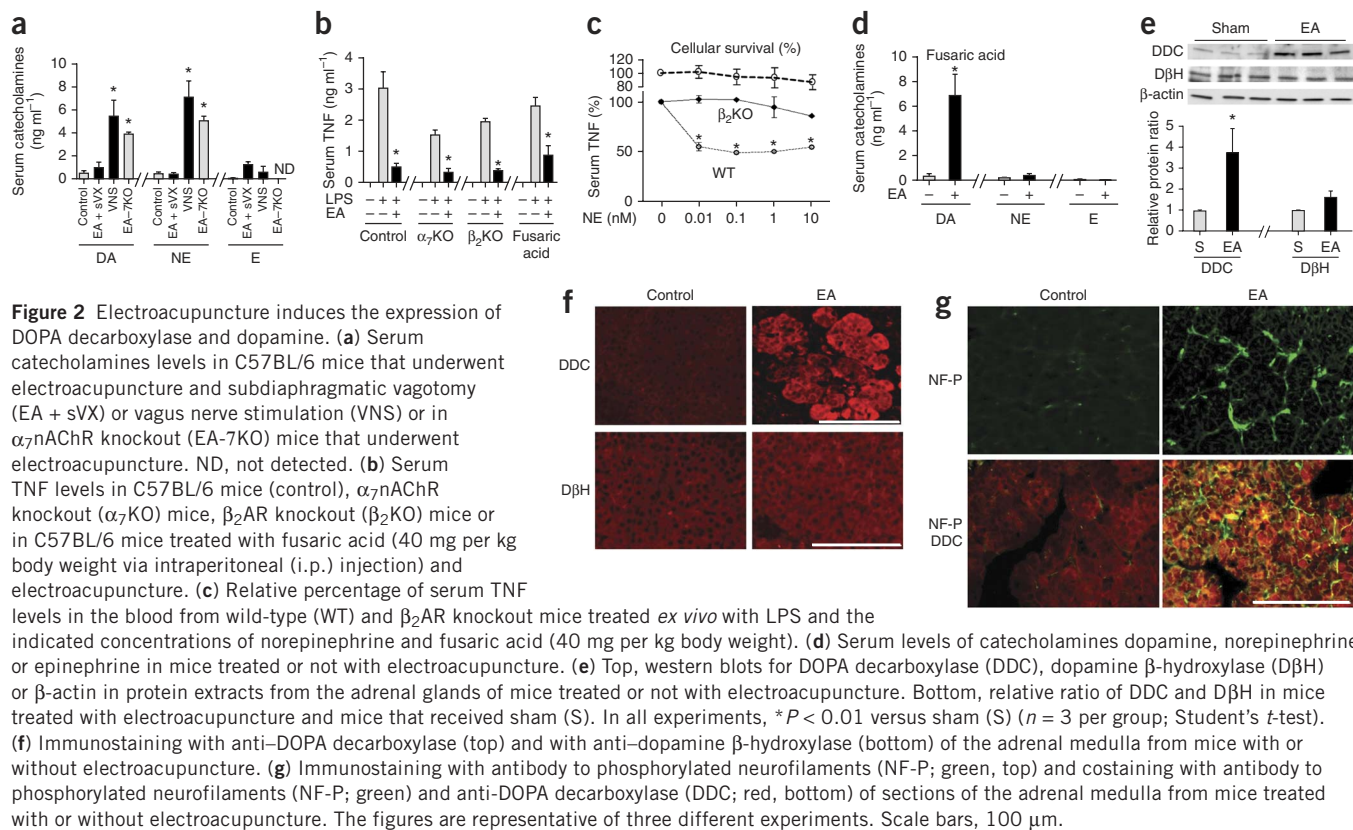 a
Serum catecholamines
(ng ml⁻¹)
10
8
6
4
2
0
* * * *
ND
Control
EA + sVX
VNS
EA–7KO
Control
EA + sVX
VNS
EA–7KO
Control
EA + sVX
VNS
EA–7KO
DA NE E
b
Serum TNF (ng ml⁻¹)
4
3
2
1
0
* * * *
LPS – + + – + + – + + – + +
EA – – + – – + – – + – – +
Control α₇KO β₂KO Fusaric
acid
c
Cellular survival (%)
120
100
80
Serum TNF (%)
100
50
0
β₂KO
* * * *
WT
NE (nM) 0 0.01 0.1 1 10
d
Fusaric acid
Serum catecholamines
(ng ml⁻¹)
10
8
6
4
2
0
*
EA – + – + – +
DA NE E
e
Sham EA
DDC
DβH
β-actin
Relative protein ratio
5
4
3
2
1
0
*
S EA S EA
DDC DβH
f
Control EA
DDC
DβH
g
Control EA
NF-P
NF-P
DDC
Figure 2 Electroacupuncture induces the expression of
DOPA decarboxylase and dopamine. (a) Serum
catecholamines levels in C57BL/6 mice that underwent
electroacupuncture and subdiaphragmatic vagotomy
(EA + sVX) or vagus nerve stimulation (VNS) or in
α₇nAChR knockout (EA-7KO) mice that underwent
electroacupuncture. ND, not detected. (b) Serum
TNF levels in C57BL/6 mice (control), α₇nAChR
knockout (α₇KO) mice, β₂AR knockout (β₂KO) mice or
in C57BL/6 mice treated with fusaric acid (40 mg per kg
body weight via intraperitoneal (i.p.) injection) and
electroacupuncture. (c) Relative percentage of serum TNF
levels in the blood from wild-type (WT) and β₂AR knockout mice treated ex vivo with LPS and the
indicated concentrations of norepinephrine and fusaric acid (40 mg per kg body weight). (d) Serum levels of catecholamines dopamine, norepinephrine
or epinephrine in mice treated or not with electroacupuncture. (e) Top, western blots for DOPA decarboxylase (DDC), dopamine β-hydroxylase (DβH)
or β-actin in protein extracts from the adrenal glands of mice treated or not with electroacupuncture. Bottom, relative ratio of DDC and DβH in mice
treated with electroacupuncture and mice that received sham (S). In all experiments, *P < 0.01 versus sham (S) (n = 3 per group; Student's t-test).
(f) Immunostaining with anti–DOPA decarboxylase (top) and with anti–dopamine β-hydroxylase (bottom) of the adrenal medulla from mice with or
without electroacupuncture. (g) Immunostaining with antibody to phosphorylated neurofilaments (NF-P; green, top) and costaining with antibody to
phosphorylated neurofilaments (NF-P; green) and anti-DOPA decarboxylase (DDC; red, bottom) of sections of the adrenal medulla from mice treated
with or without electroacupuncture. The figures are representative of three different experiments. Scale bars, 100 μm.